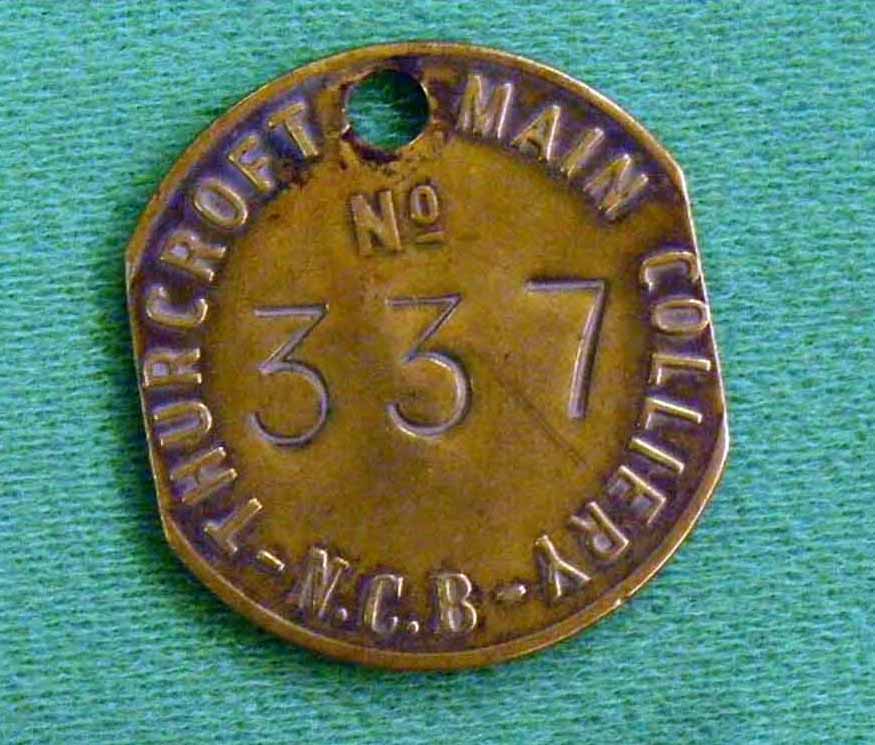 THURCROFT MAIN COLLIERY
No
337
-N.C.B-